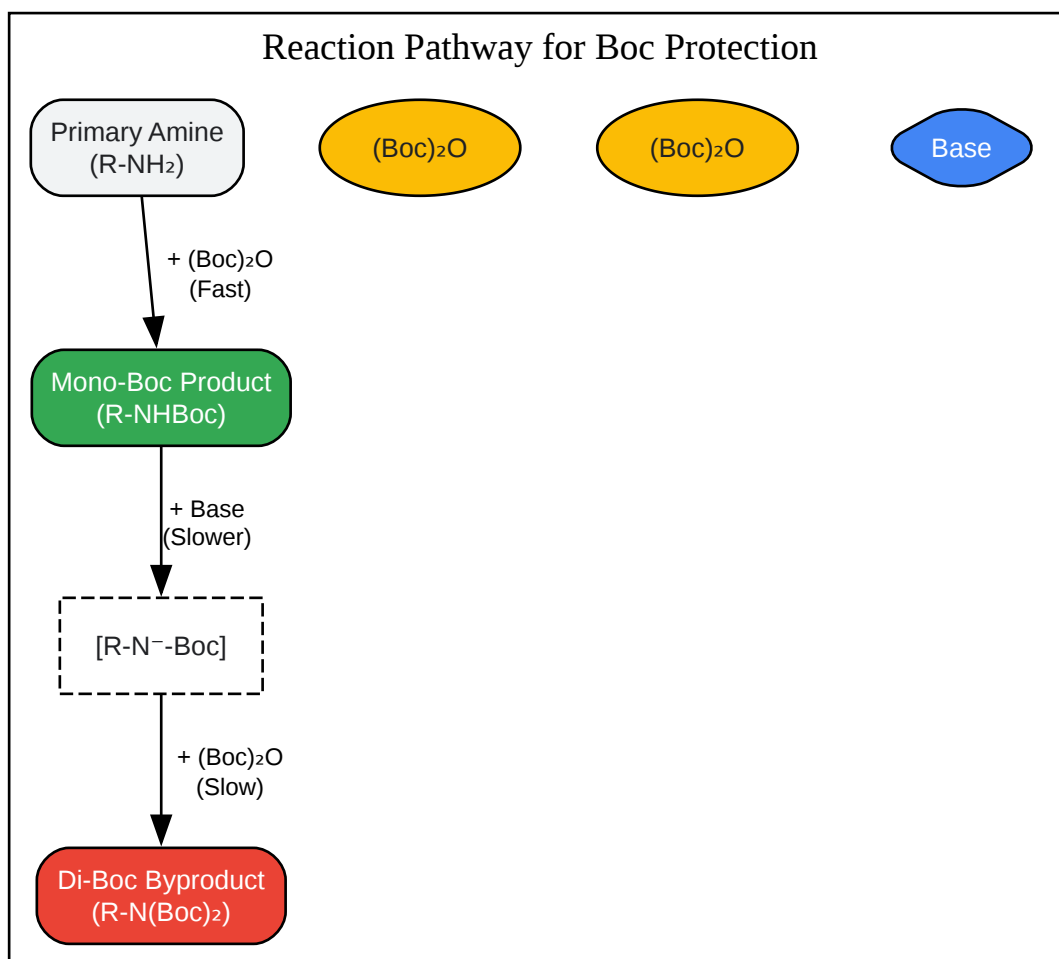 Reaction Pathway for Boc Protection
Primary Amine
(R-NH₂)
(Boc)₂O
(Boc)₂O
Base
+ (Boc)₂O
(Fast)
Mono-Boc Product
(R-NHBoc)
+ Base
(Slower)
[R-N⁻-Boc]
+ (Boc)₂O
(Slow)
Di-Boc Byproduct
(R-N(Boc)₂)